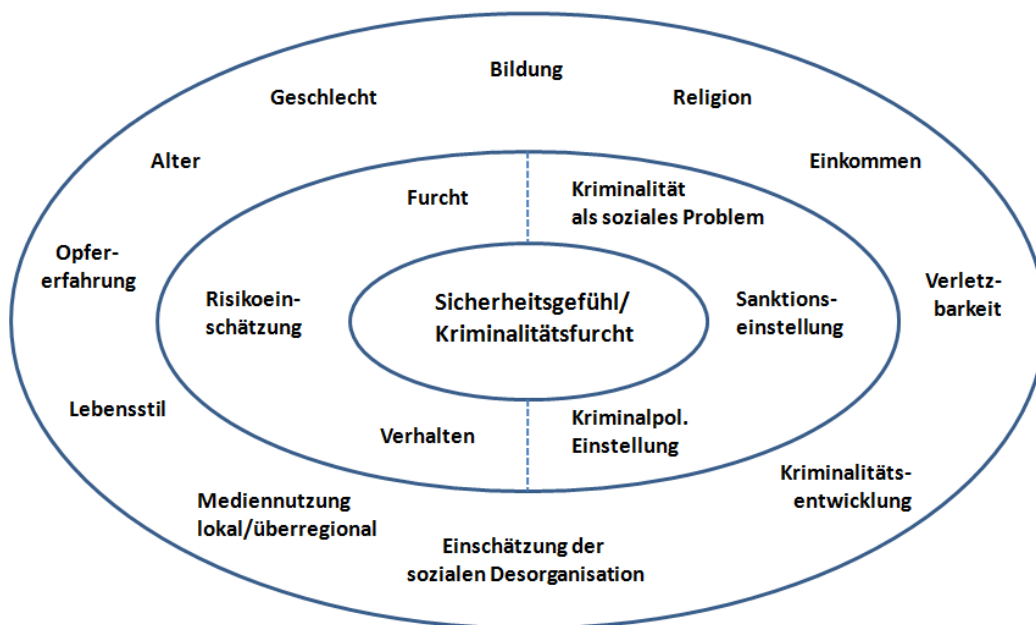 Bildung
Geschlecht
Religion
Alter
Einkommen
Furcht
Kriminalität
als soziales Problem
Opfer-
erfahrung
Risikoein-
schätzung
Sicherheitsgefühl/
Kriminalitätsfurcht
Sanktions-
einstellung
Verletz-
barkeit
Lebensstil
Verhalten
Kriminalpol.
Einstellung
Mediennutzung
lokal/überregional
Einschätzung der
sozialen Desorganisation
Kriminalitäts-
entwicklung